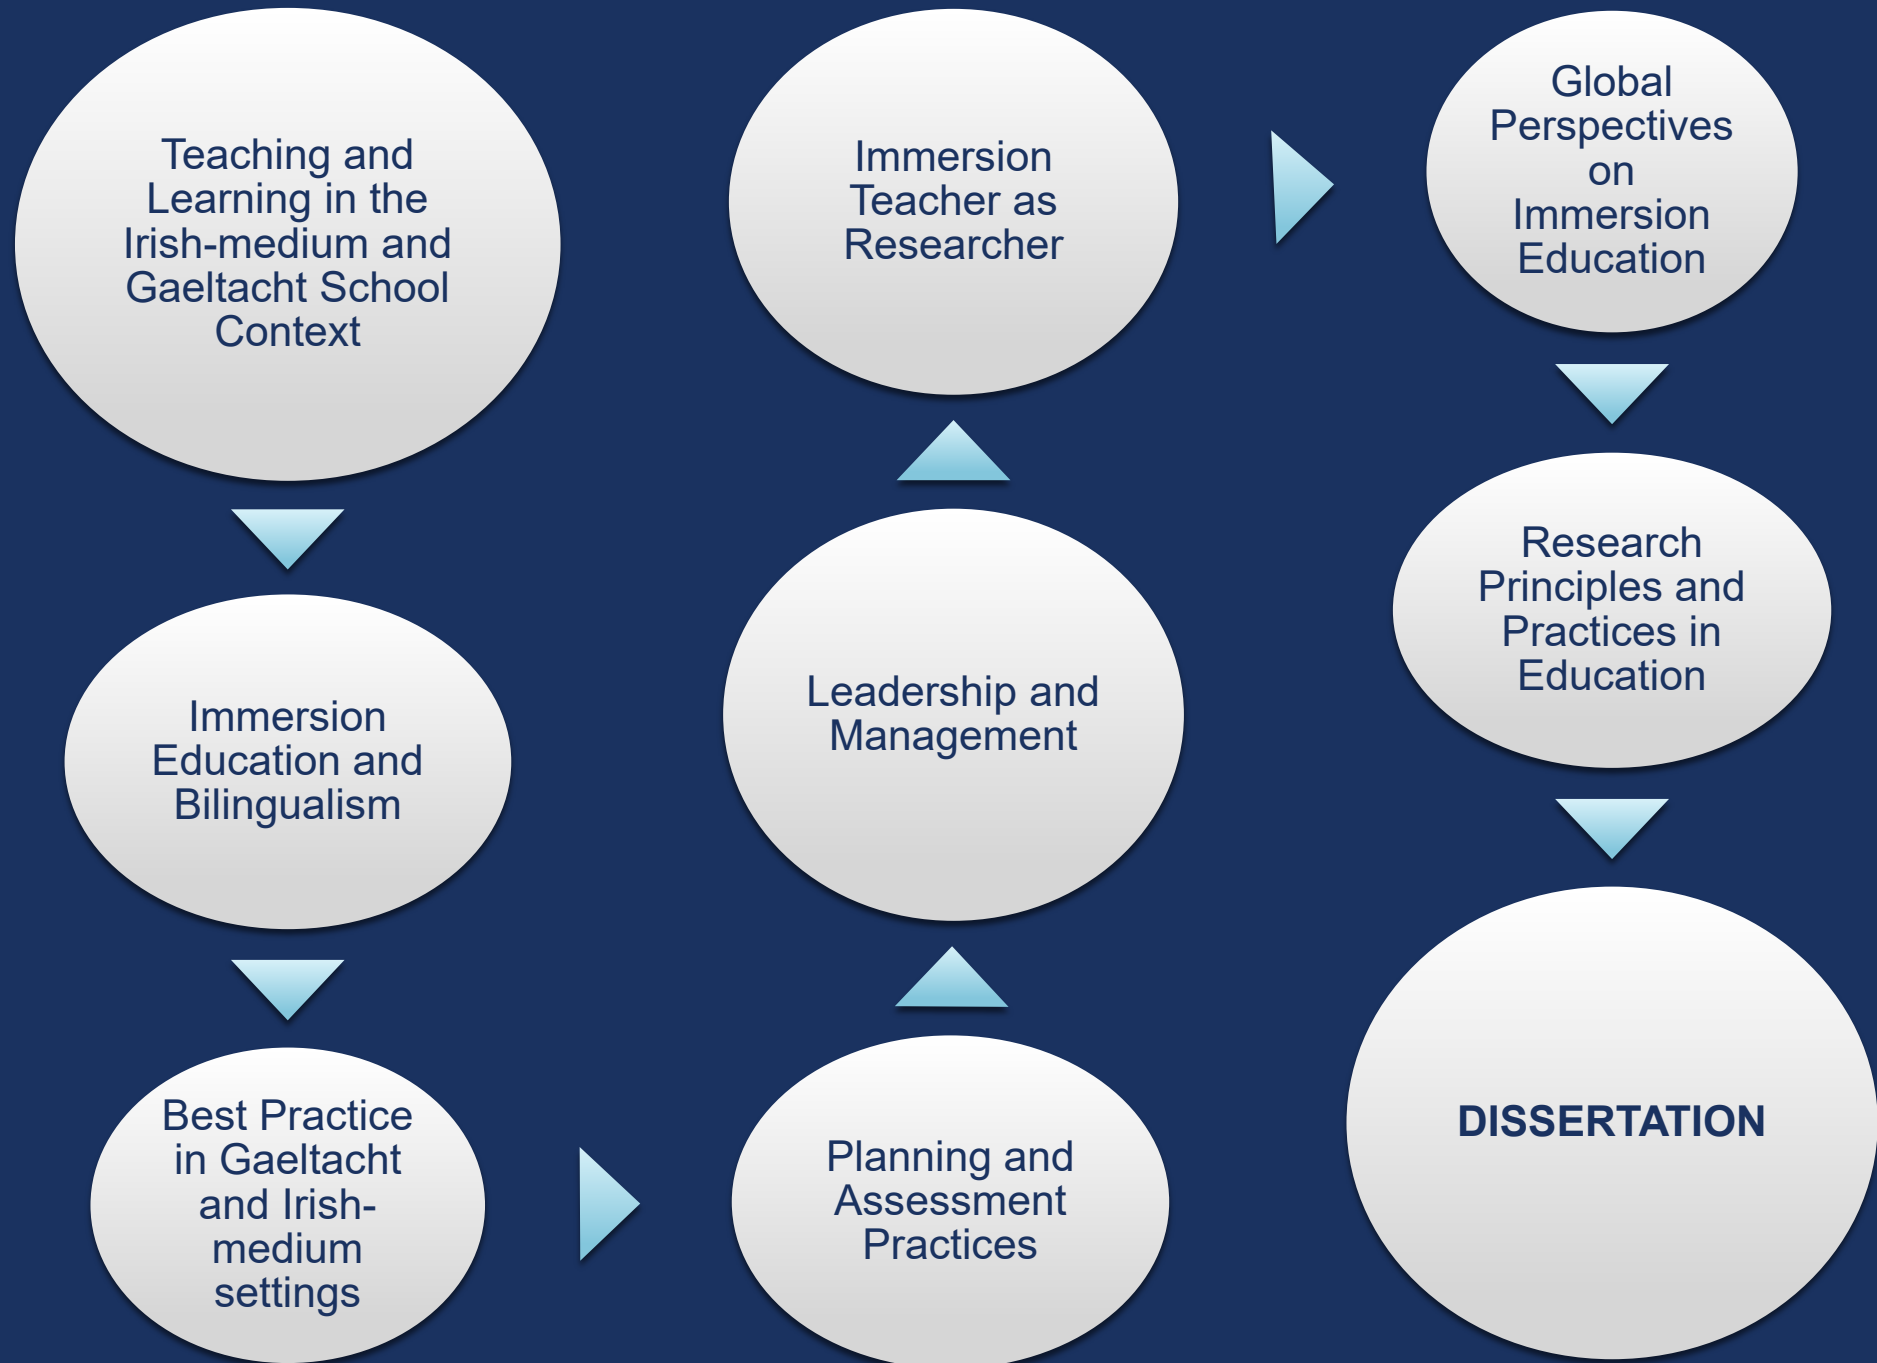 Teaching and
Learning in the
Irish-medium and
Gaeltacht School
Context
Immersion
Education and
Bilingualism
Best Practice
in Gaeltacht
and Irish-
medium
settings
Planning and
Assessment
Practices
Leadership and
Management
Immersion
Teacher as
Researcher
Global
Perspectives
on
Immersion
Education
Research
Principles and
Practices in
Education
DISSERTATION